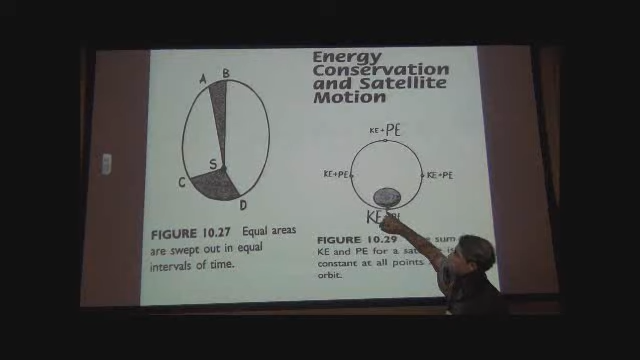 Energy
Conservation
and Satellite
Motion
A B
S
C
D
FIGURE 10.27 Equal areas
are swept out in equal
intervals of time.
KE + PE
KE+PE KE+PE
KE
FIGURE 10.29 sum
KE and PE for a
constant at all points
orbit.